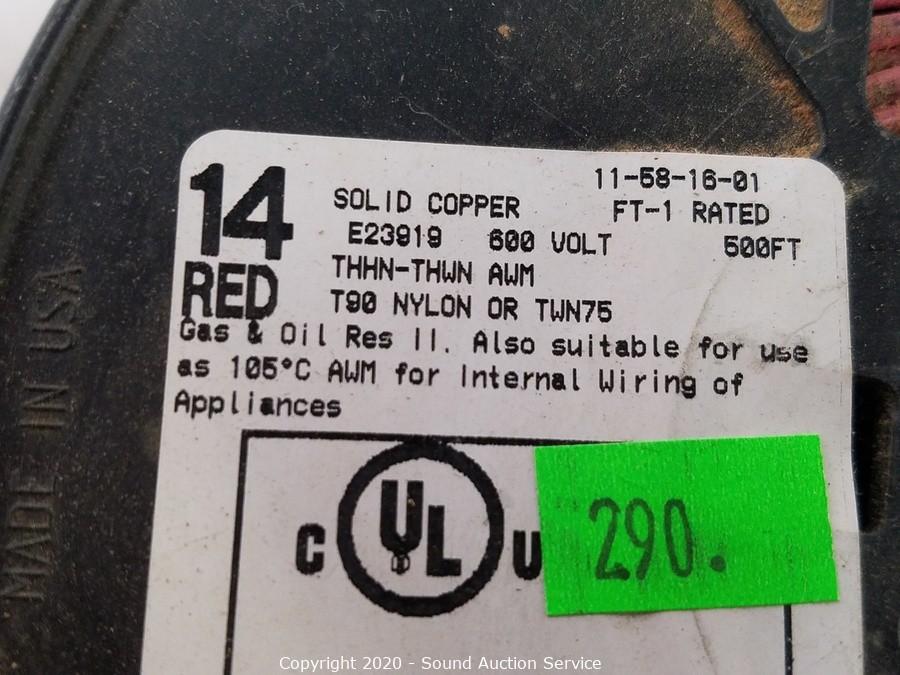 11-58-16-01
14 SOLID COPPER FT-1 RATED
E23919 600 VOLT 500FT
RED THHN-THWN AWM
T90 NYLON OR TWN75
Gas & Oil Res II. Also suitable for use
as 105°C AWM for Internal Wiring of
Appliances
C UL U
290.
MADE IN USA
Copyright 2020 - Sound Auction Service